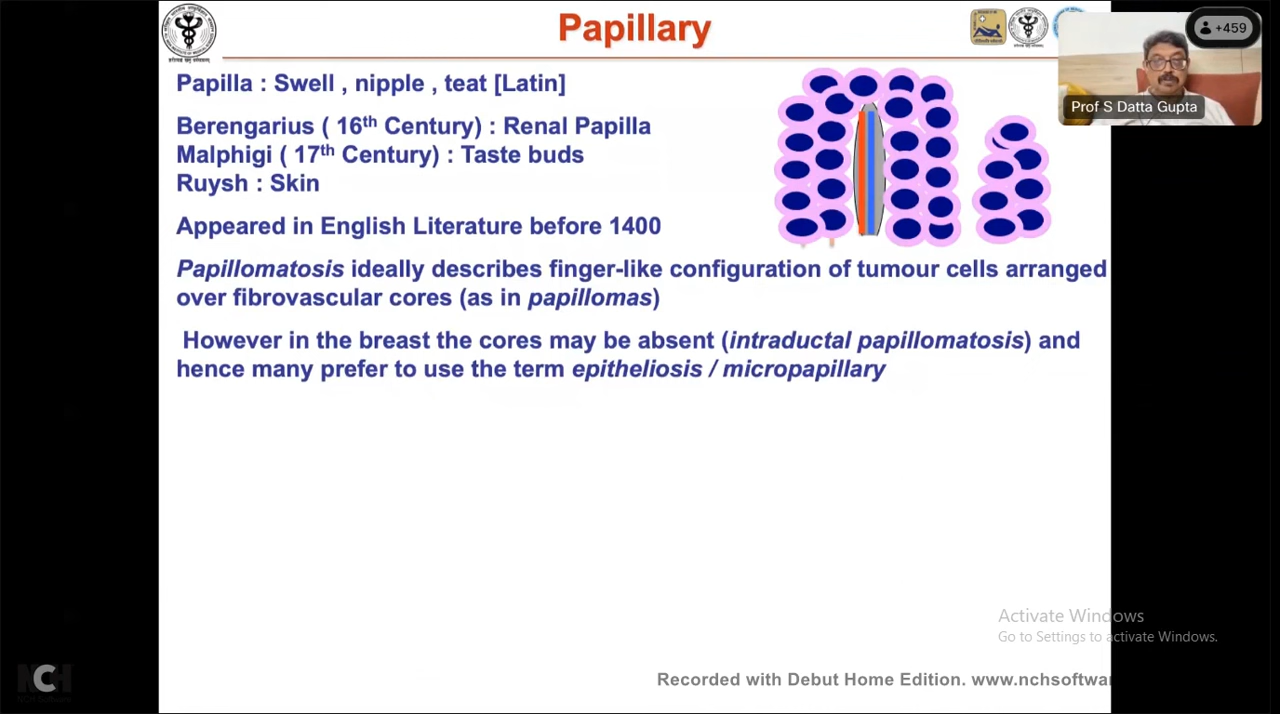 Papillary
+459
Prof S Datta Gupta
Papilla : Swell , nipple , teat [Latin]
Berengarius ( 16th Century) : Renal Papilla
Malphigi ( 17th Century) : Taste buds
Ruysh : Skin
Appeared in English Literature before 1400
Papillomatosis ideally describes finger-like configuration of tumour cells arranged
over fibrovascular cores (as in papillomas)
However in the breast the cores may be absent (intraductal papillomatosis) and
hence many prefer to use the term epitheliosis / micropapillary
Activate Windows
Go to Settings to activate Windows.
NCH
Recorded with Debut Home Edition. www.nchsoftwar